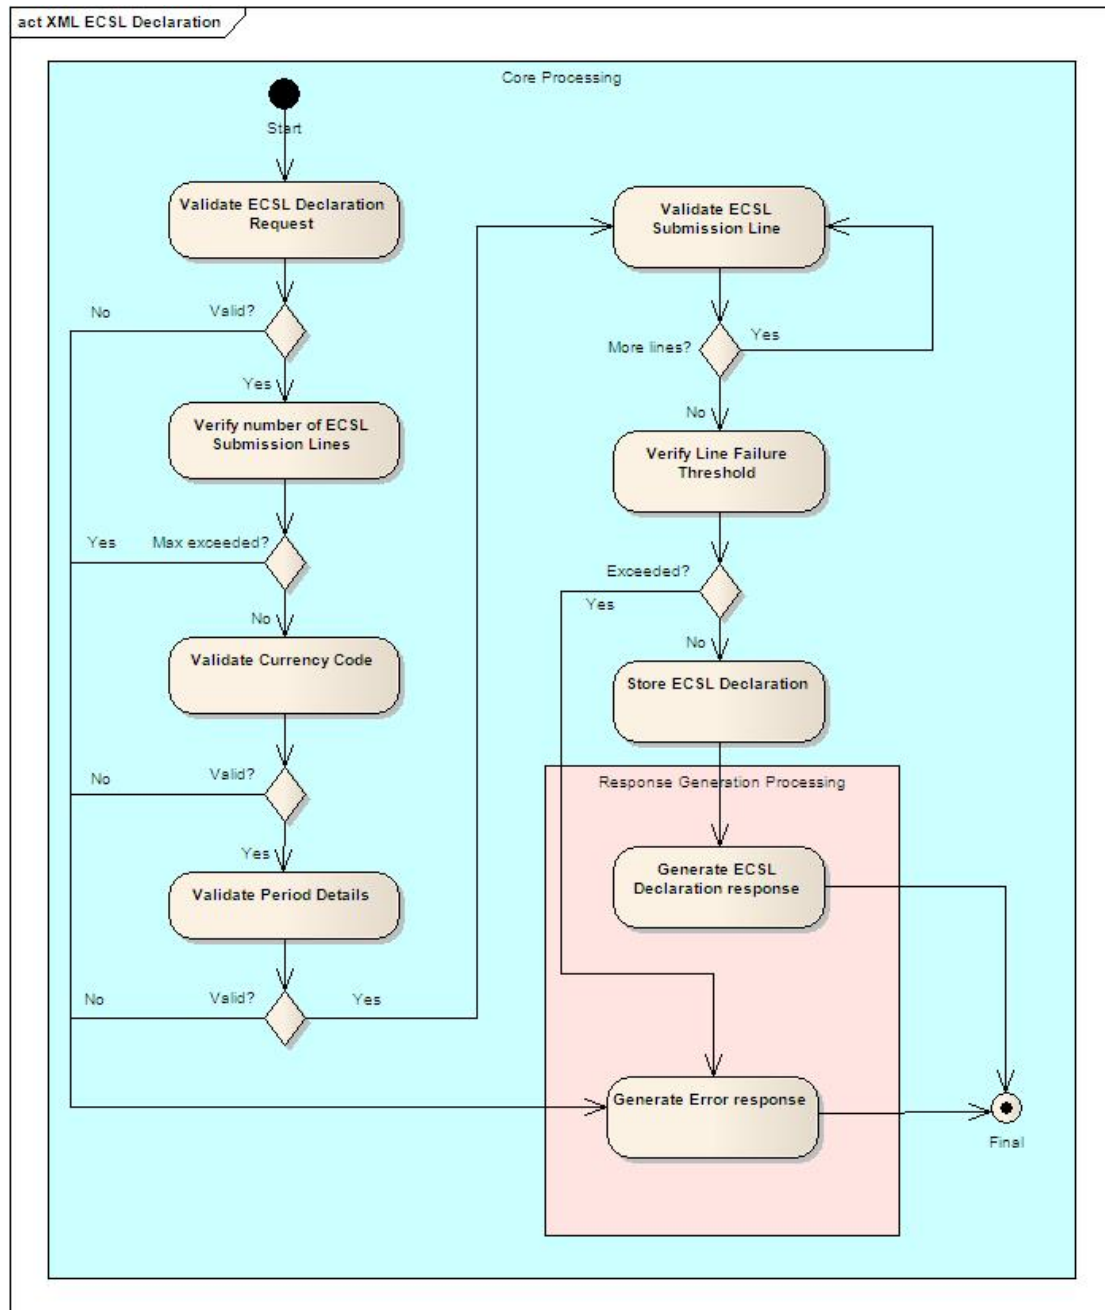 act XML ECSL Declaration
Core Processing
Start
Validate ECSL Declaration
Request
No
Valid?
Yes
Verify number of ECSL
Submission Lines
Yes
Max exceeded?
No
Validate Currency Code
No
Valid?
Yes
Validate Period Details
No
Valid?
Yes
Validate ECSL
Submission Line
More lines?
Yes
No
Verify Line Failure
Threshold
Exceeded?
Yes
No
Store ECSL Declaration
Response Generation Processing
Generate ECSL
Declaration response
Generate Error response
Final